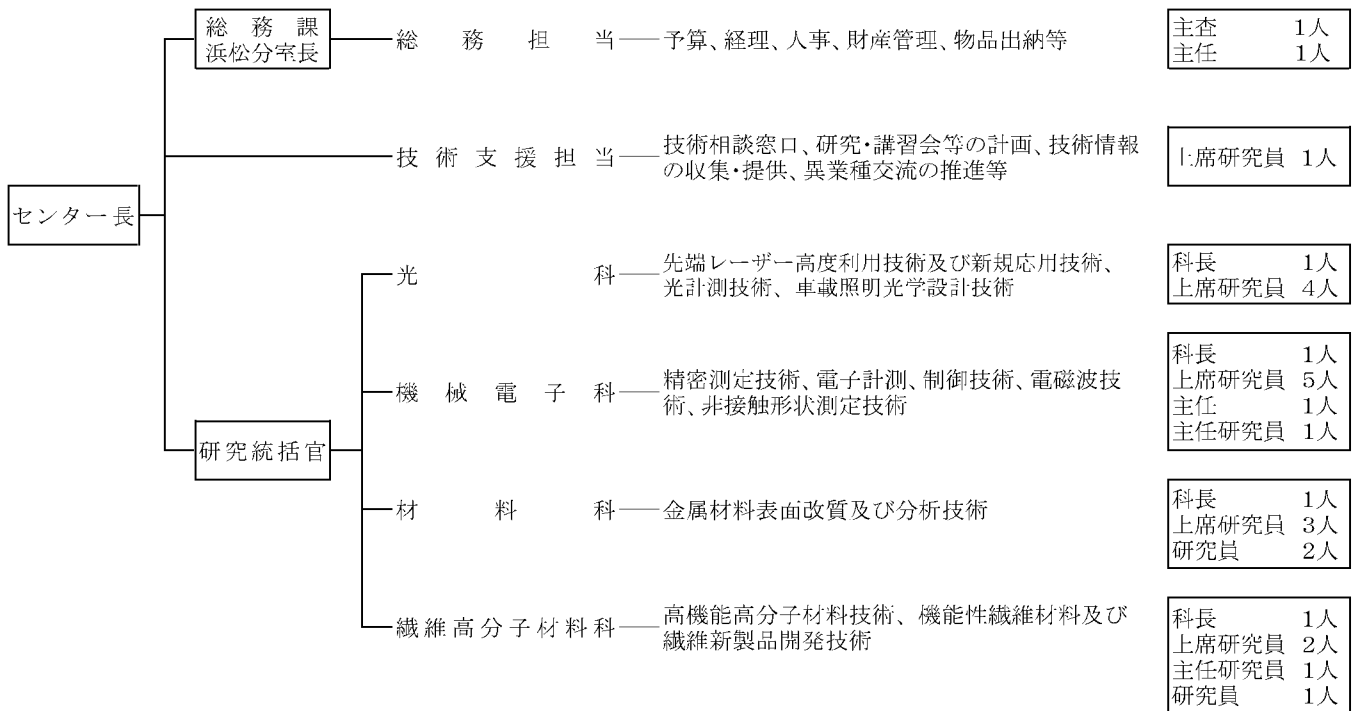 総務課
浜松分室長
総務担当
予算、経理、人事、財産管理、物品出納等
主査 1人
主任 1人
技術支援担当
技術相談窓口、研究・講習会等の計画、技術情報
の収集・提供、異業種交流の推進等
上席研究員 1人
センター長
光科
先端レーザー高度利用技術及び新規応用技術、
光計測技術、車載照明光学設計技術
科長 1人
上席研究員 4人
機械電子科
精密測定技術、電子計測、制御技術、電磁波技
術、非接触形状測定技術
科長 1人
上席研究員 5人
主任 1人
主任研究員 1人
研究統括官
材料科
金属材料表面改質及び分析技術
科長 1人
上席研究員 3人
研究員 2人
繊維高分子材料科
高機能高分子材料技術、機能性繊維材料及び
繊維新製品開発技術
科長 1人
上席研究員 2人
主任研究員 1人
研究員 1人